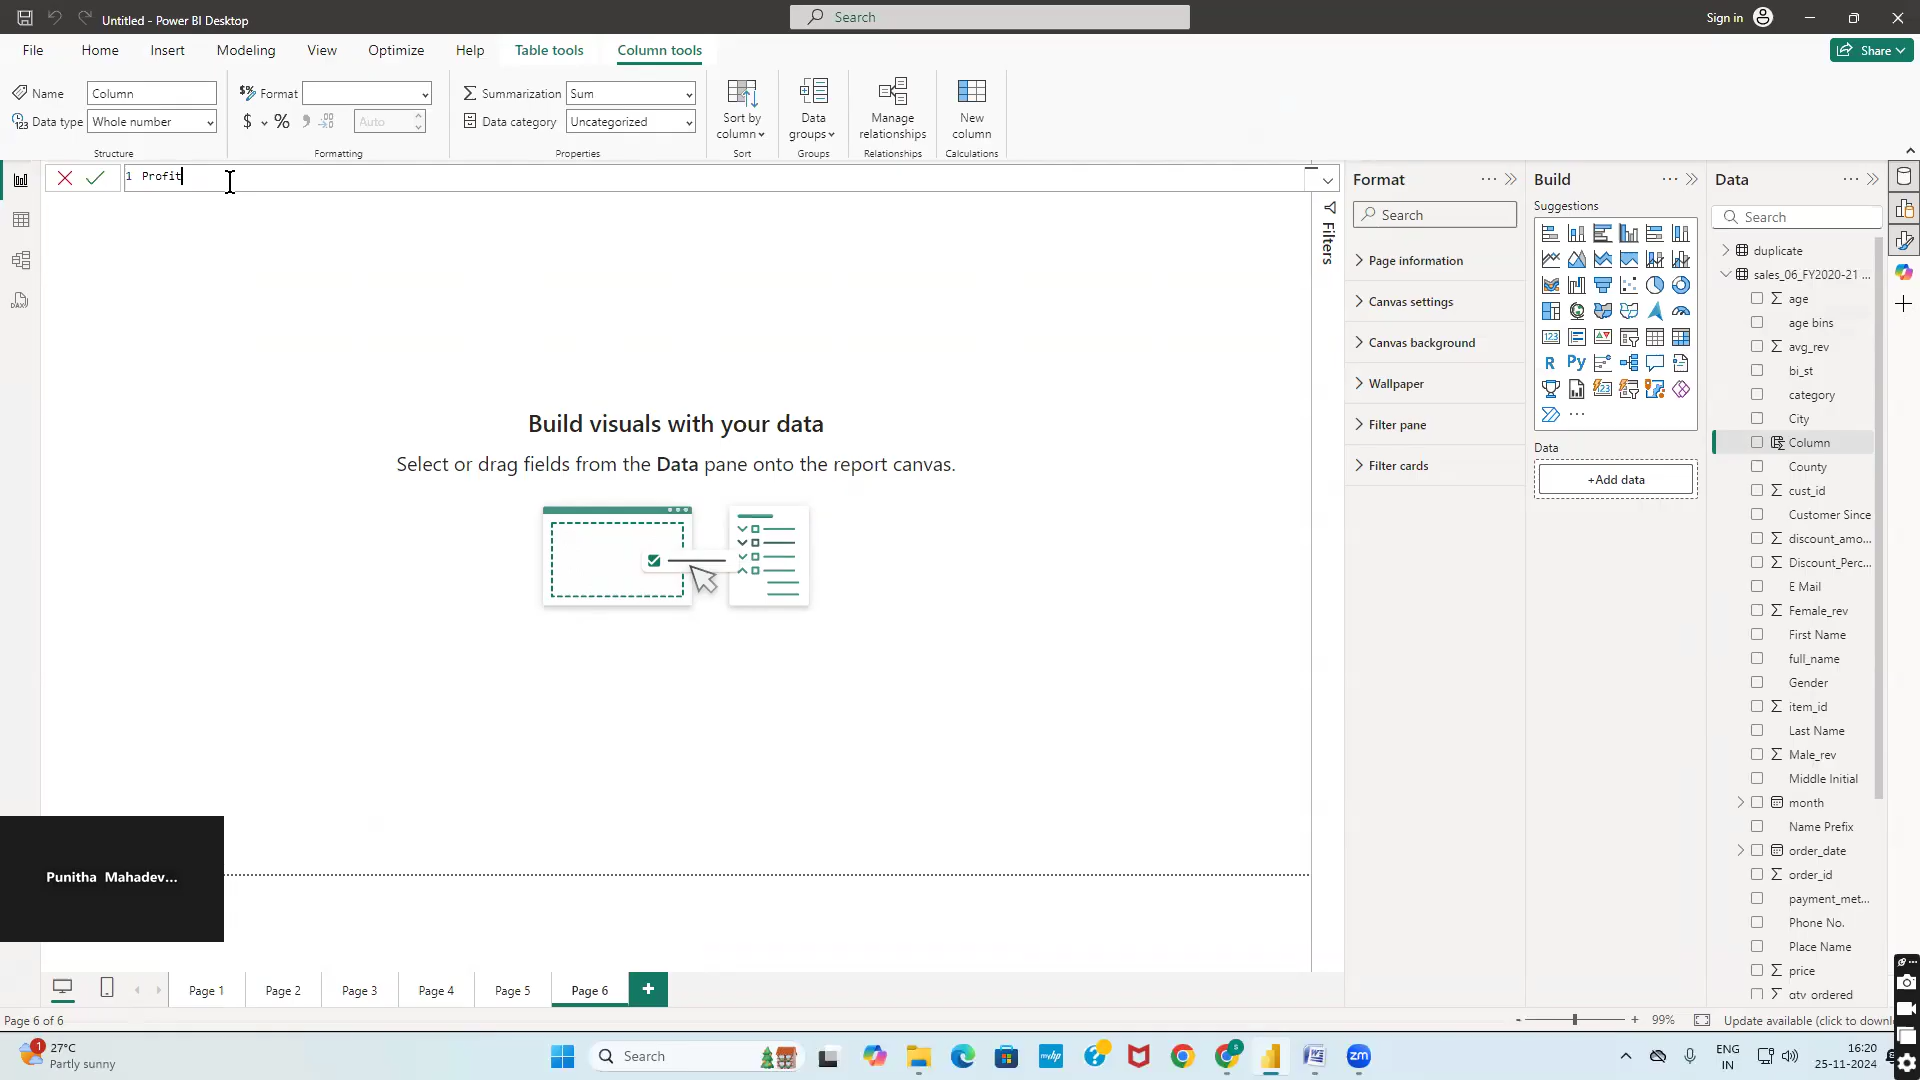 Untitled - Power BI Desktop
Search
Sign in
File
Home
Insert
Modeling
View
Optimize
Help
Table tools
Column tools
Share
Name
Column
Format
Summarization
Sum
Data type
Whole number
$
%
Auto
Data category
Uncategorized
Sort by
column
Data
groups
Manage
relationships
New
column
Structure
Formatting
Properties
Sort
Groups
Relationships
Calculations
1 Profit
Build visuals with your data
Select or drag fields from the Data pane onto the report canvas.
Filters
Format
Search
Page information
Canvas settings
Canvas background
Wallpaper
Filter pane
Filter cards
Build
Suggestions
R
Py
Data
+Add data
Data
Search
duplicate
sales_06_FY2020-21 ...
age
age bins
avg_rev
bi_st
category
City
Column
County
cust_id
Customer Since
discount_amo...
Discount_Perc...
E Mail
Female_rev
First Name
full_name
Gender
item_id
Last Name
Male_rev
Middle Initial
month
Name Prefix
order_date
order_id
payment_met...
Phone No.
Place Name
price
qty_ordered
Punitha Mahadev...
Page 1
Page 2
Page 3
Page 4
Page 5
Page 6
+
Page 6 of 6
- + 99%
Update available (click to downl
1
27°C
Partly sunny
Search
ENG
IN
16:20
25-11-2024